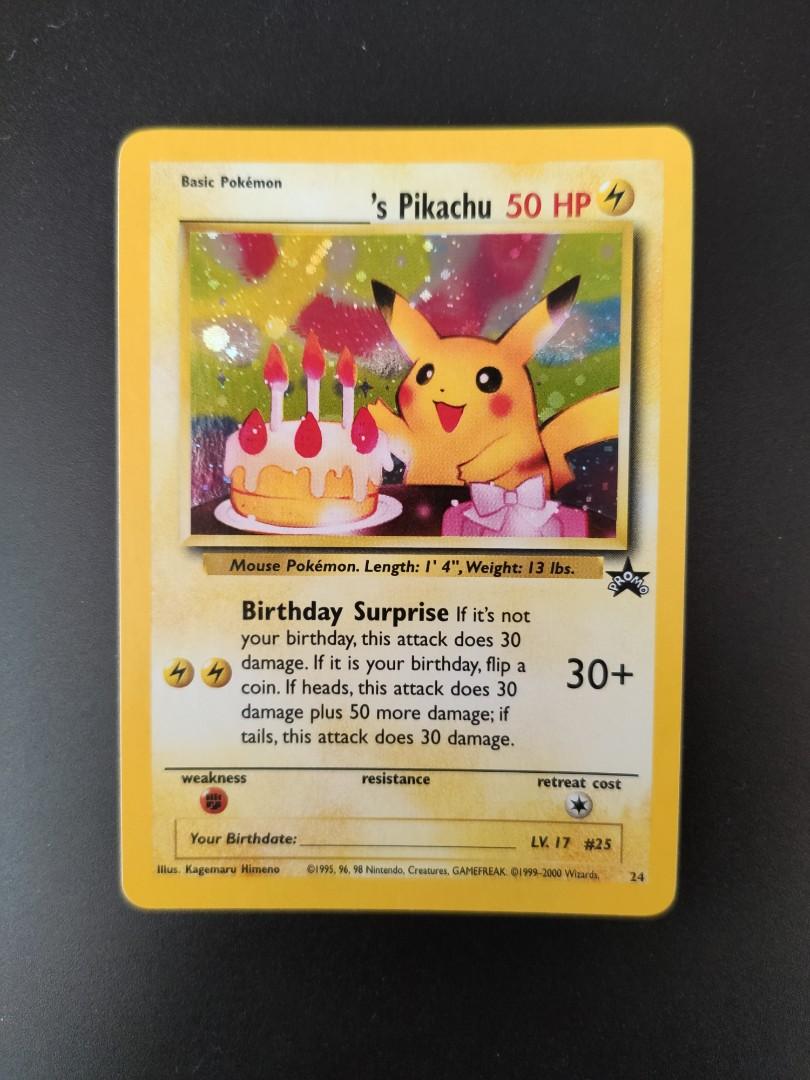 Basic Pokémon
__________'s Pikachu 50 HP
Mouse Pokémon. Length: 1' 4", Weight: 13 lbs.
PROMO
Birthday Surprise If it's not
your birthday, this attack does 30
damage. If it is your birthday, flip a
coin. If heads, this attack does 30
damage plus 50 more damage; if
tails, this attack does 30 damage.
30+
weakness resistance retreat cost
Your Birthdate: __________ LV. 17 #25
Illus. Kagemaru Himeno ©1995, 96, 98 Nintendo, Creatures, GAMEFREAK. ©1999–2000 Wizards. 24